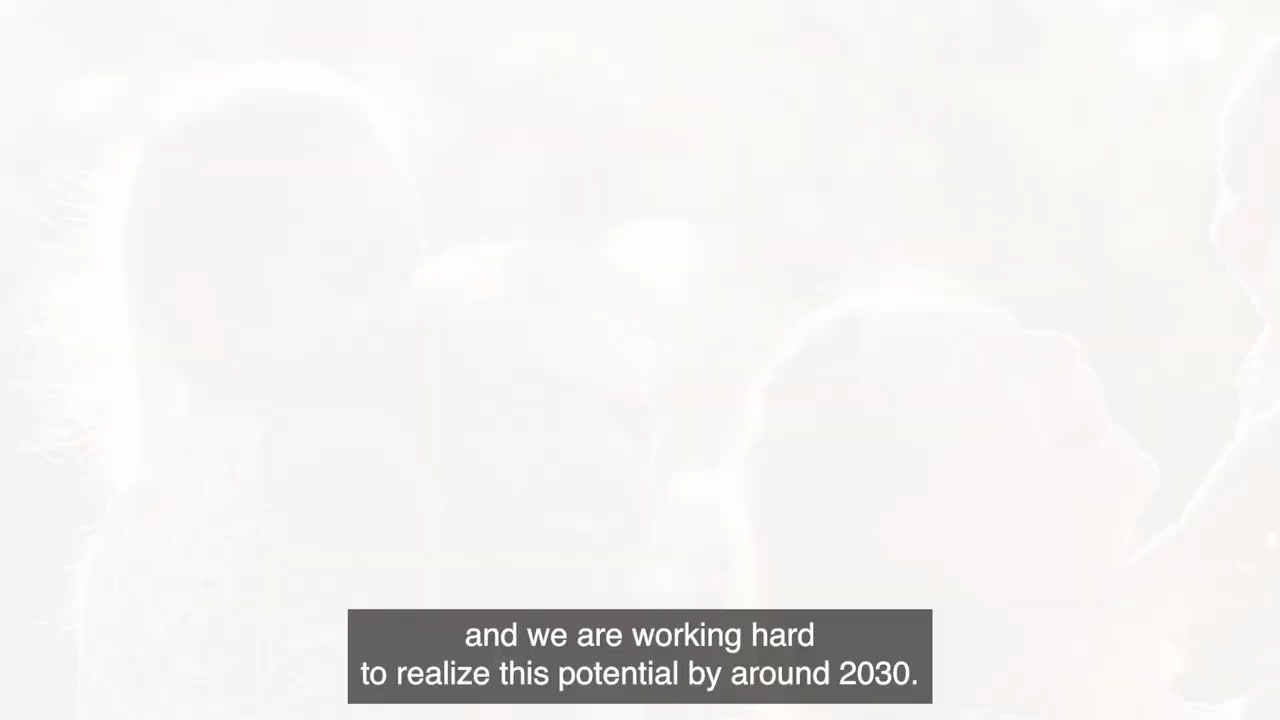 and we are working hard
to realize this potential by around 2030.